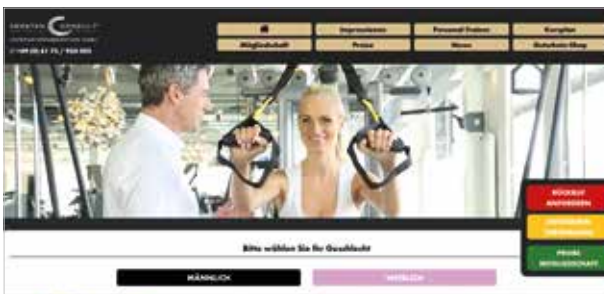 Impressionen
Personal-Trainer
Kursplan
Mitgliedschaft
Preise
News
Gutschein-Shop
RÜCKRUF
ANFORDERN
PROBE-
MITGLIEDSCHAFT
Bitte wählen Sie Ihr Geschlecht
MÄNNLICH
WEIBLICH